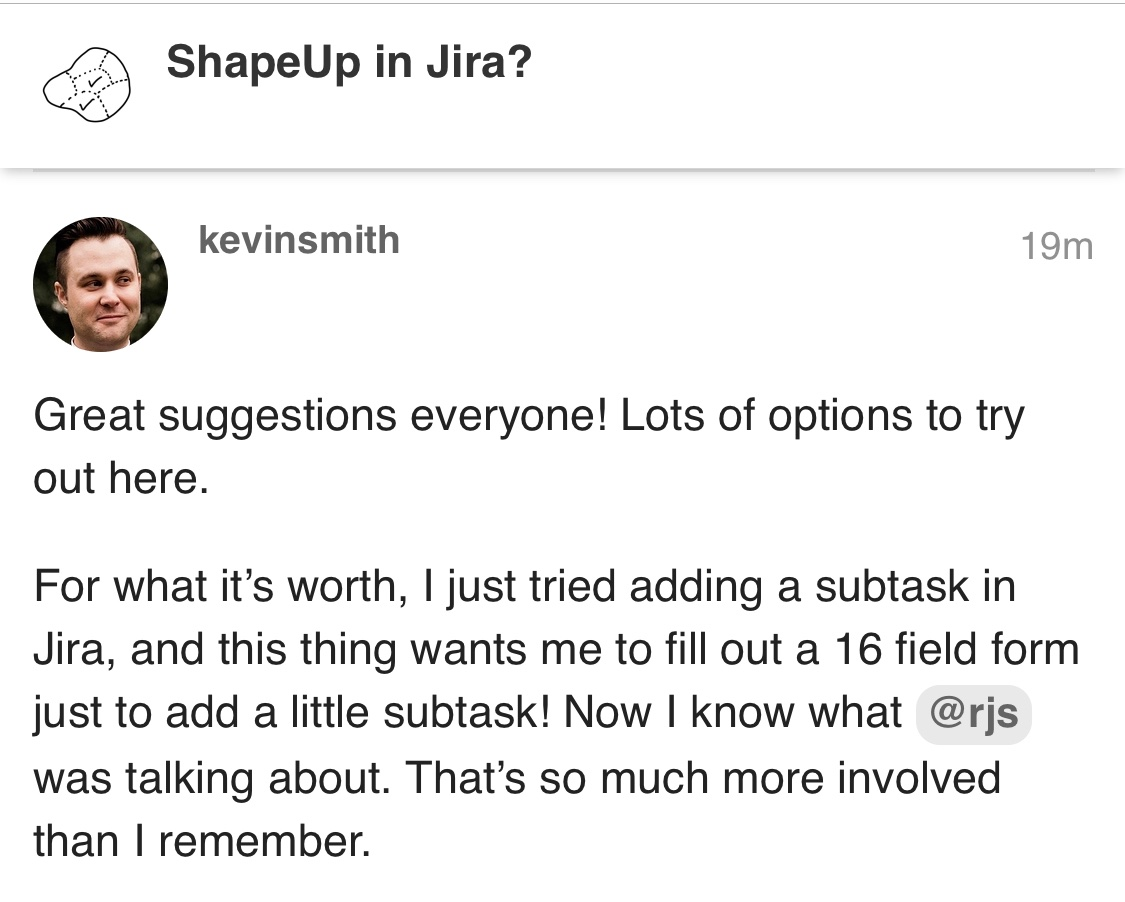 ShapeUp in Jira?
kevinsmith
19m
Great suggestions everyone! Lots of options to try
out here.
For what it’s worth, I just tried adding a subtask in
Jira, and this thing wants me to fill out a 16 field form
just to add a little subtask! Now I know what @rjs
was talking about. That’s so much more involved
than I remember.